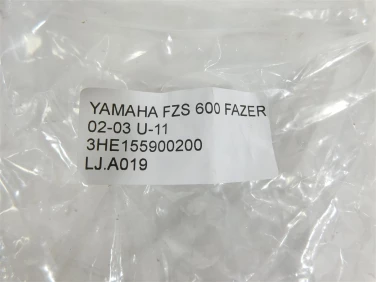 YAMAHA FZS 600 FAZER
02-03 U-11
3HE155900200
LJ.A019